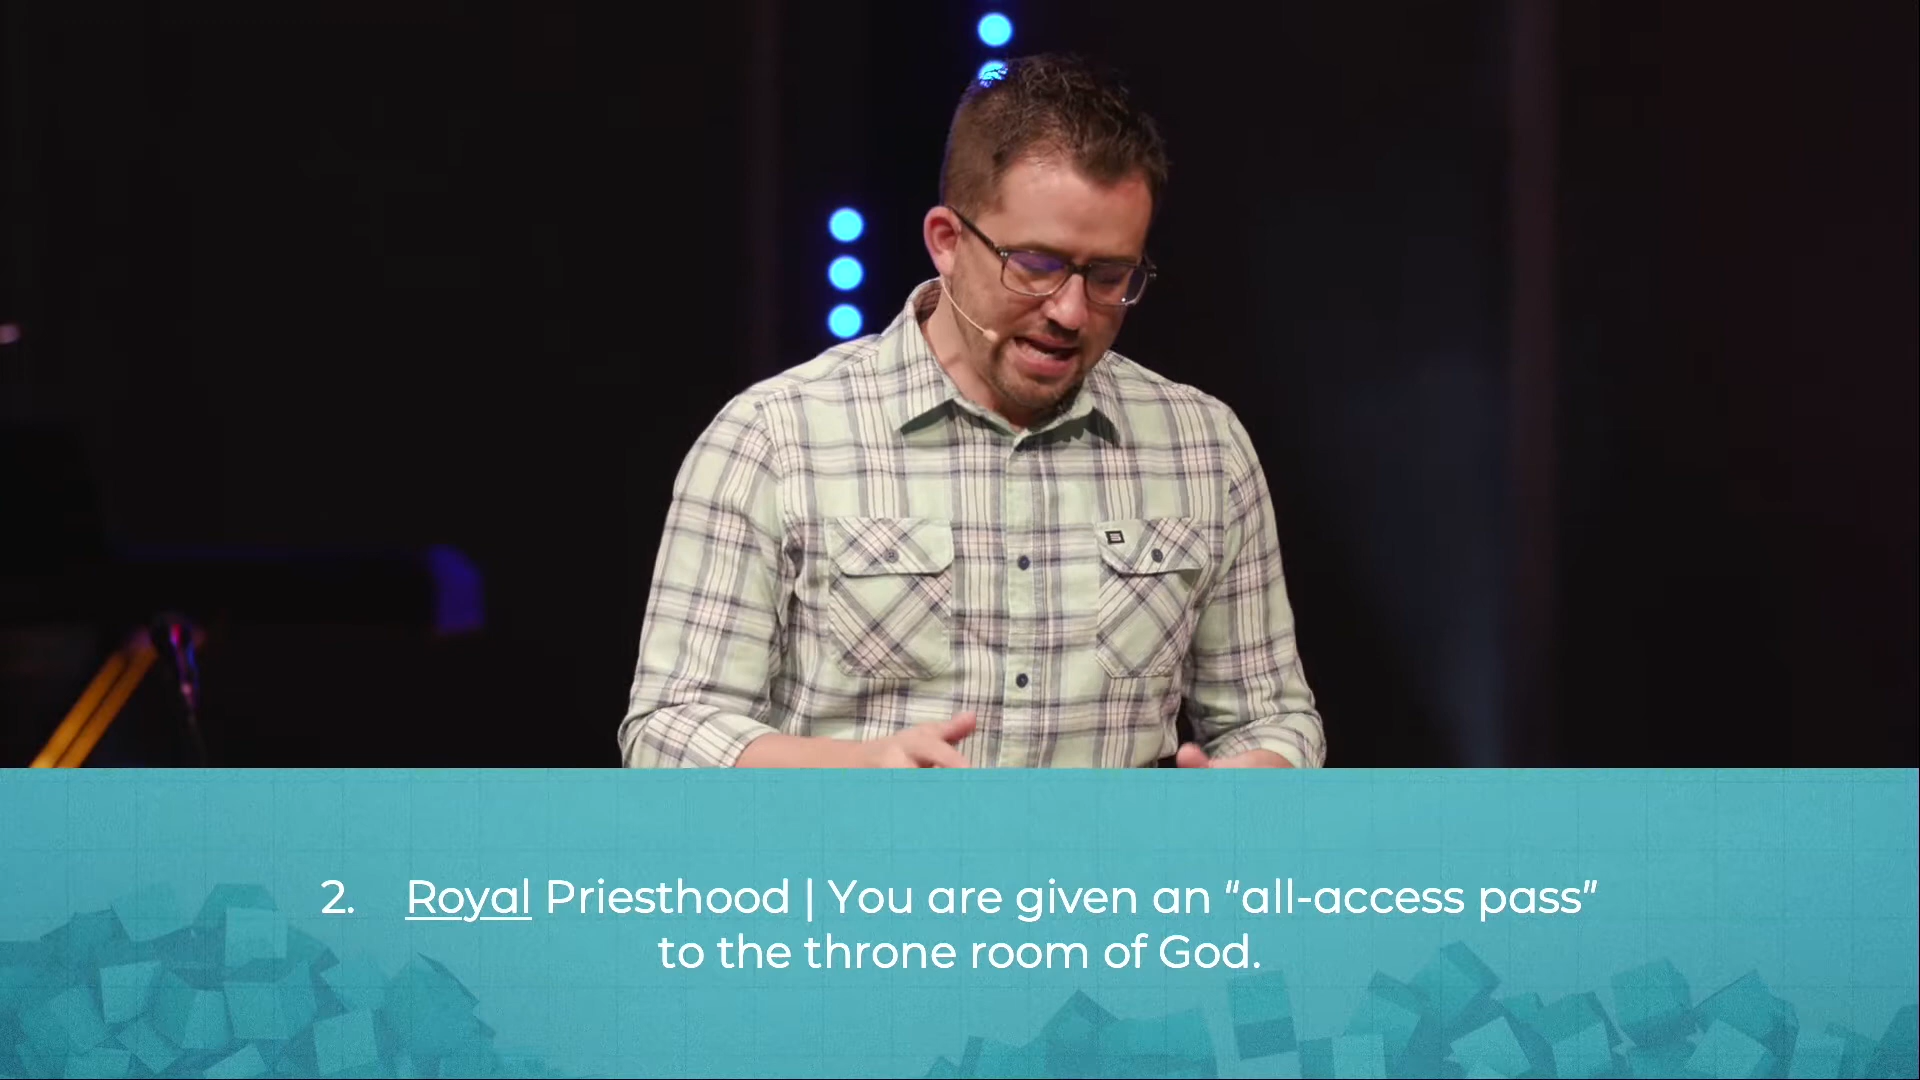 2. Royal Priesthood | You are given an “all-access pass”
to the throne room of God.